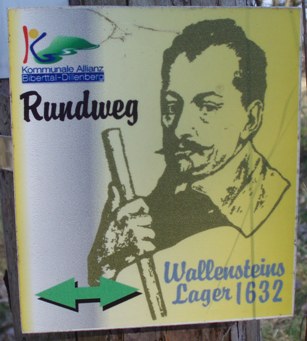 Kommunale Allianz
Biberttal-Dillenberg
Rundweg
Wallensteins
Lager 1632